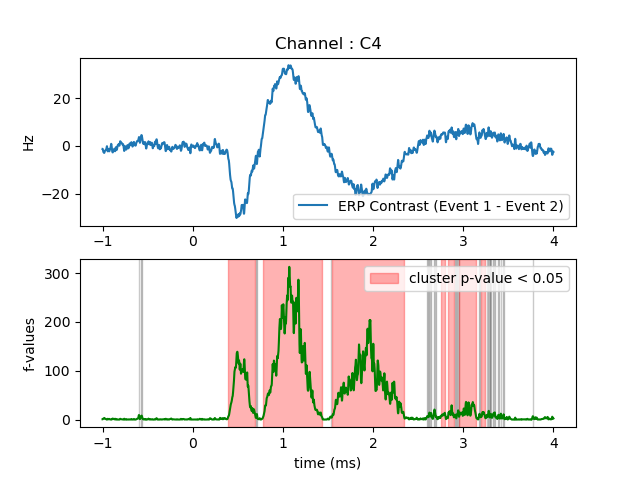 Channel : C4
Hz
20
0
−20
ERP Contrast (Event 1 - Event 2)
−1 0 1 2 3 4
f-values
300
200
100
0
cluster p-value < 0.05
−1 0 1 2 3 4
time (ms)